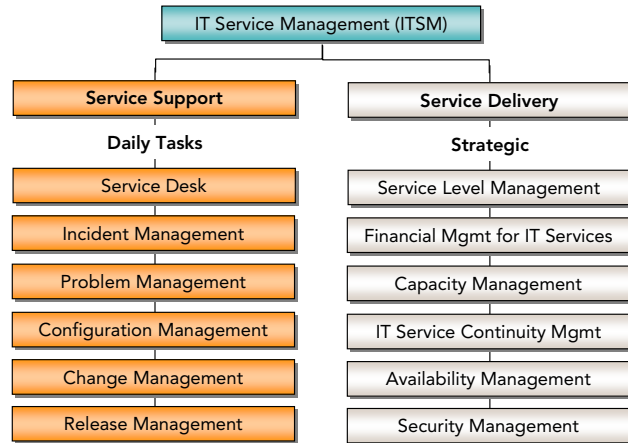 IT Service Management (ITSM)
Service Support
Daily Tasks
Service Desk
Incident Management
Problem Management
Configuration Management
Change Management
Release Management
Service Delivery
Strategic
Service Level Management
Financial Mgmt for IT Services
Capacity Management
IT Service Continuity Mgmt
Availability Management
Security Management